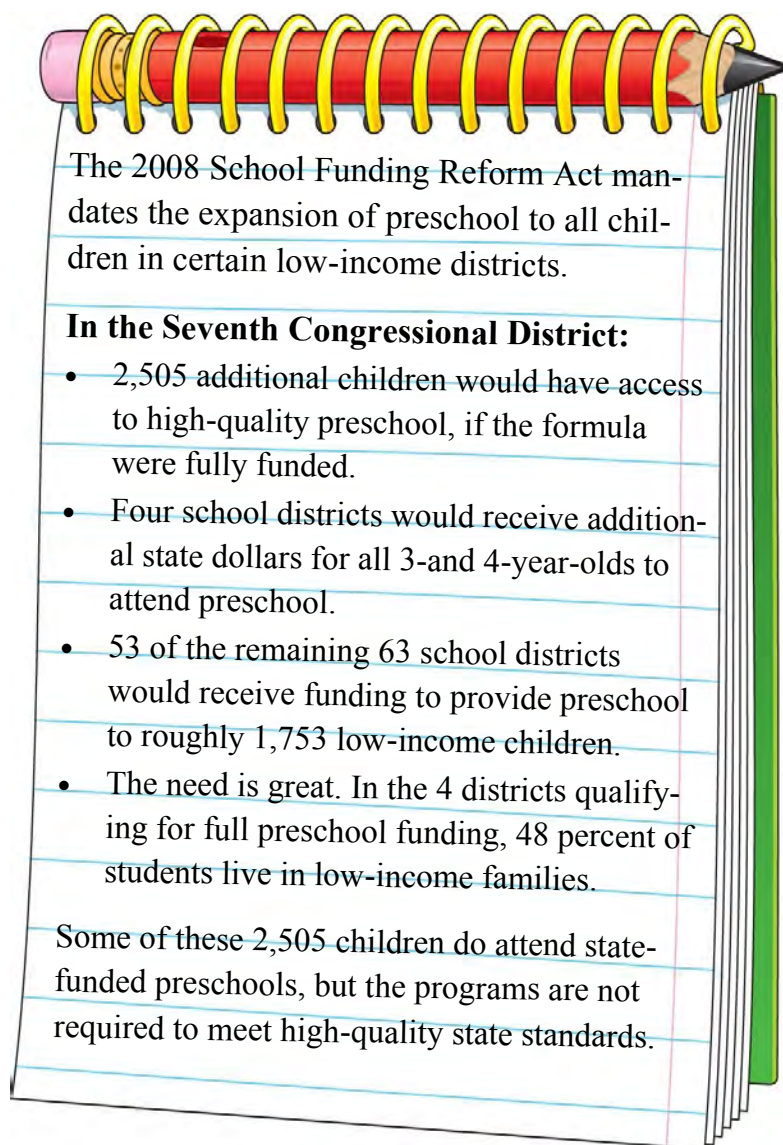 The 2008 School Funding Reform Act man-
dates the expansion of preschool to all chil-
dren in certain low-income districts.
In the Seventh Congressional District:
• 2,505 additional children would have access
to high-quality preschool, if the formula
were fully funded.
• Four school districts would receive addition-
al state dollars for all 3-and 4-year-olds to
attend preschool.
• 53 of the remaining 63 school districts
would receive funding to provide preschool
to roughly 1,753 low-income children.
• The need is great. In the 4 districts qualify-
ing for full preschool funding, 48 percent of
students live in low-income families.
Some of these 2,505 children do attend state-
funded preschools, but the programs are not
required to meet high-quality state standards.